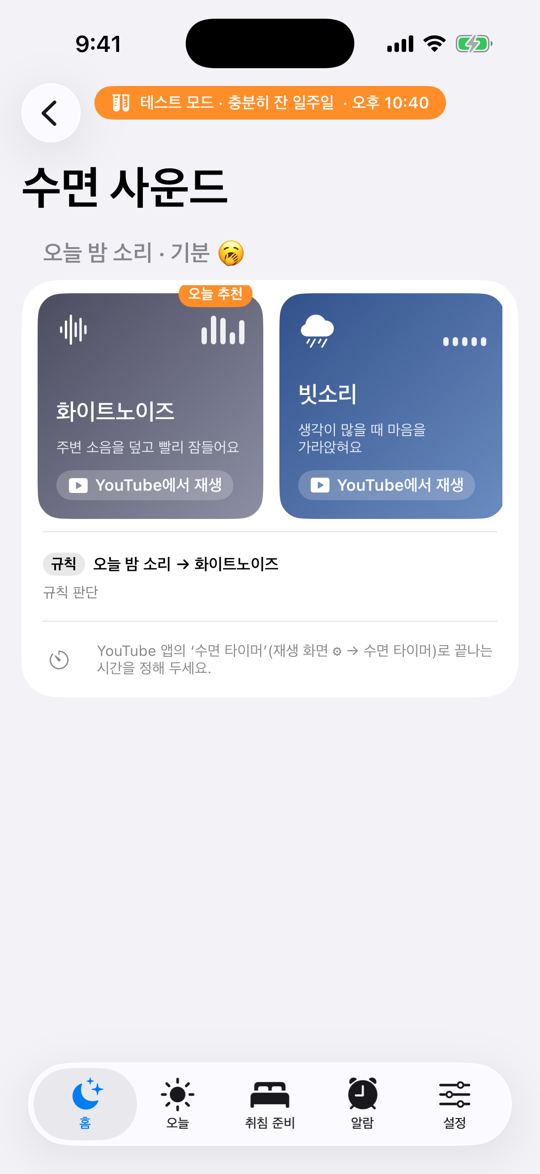 9:41
테스트 모드 · 충분히 잔 일주일 · 오후 10:40
수면 사운드
오늘 밤 소리 · 기분 🥱
오늘 추천
화이트노이즈
주변 소음을 덮고 빨리 잠들어요
YouTube에서 재생
빗소리
생각이 많을 때 마음을
가라앉혀요
YouTube에서 재생
규칙 오늘 밤 소리 → 화이트노이즈
규칙 판단
YouTube 앱의 ‘수면 타이머’(재생 화면 ⚙ → 수면 타이머)로 끝나는
시간을 정해 두세요.
홈
오늘
취침 준비
알람
설정